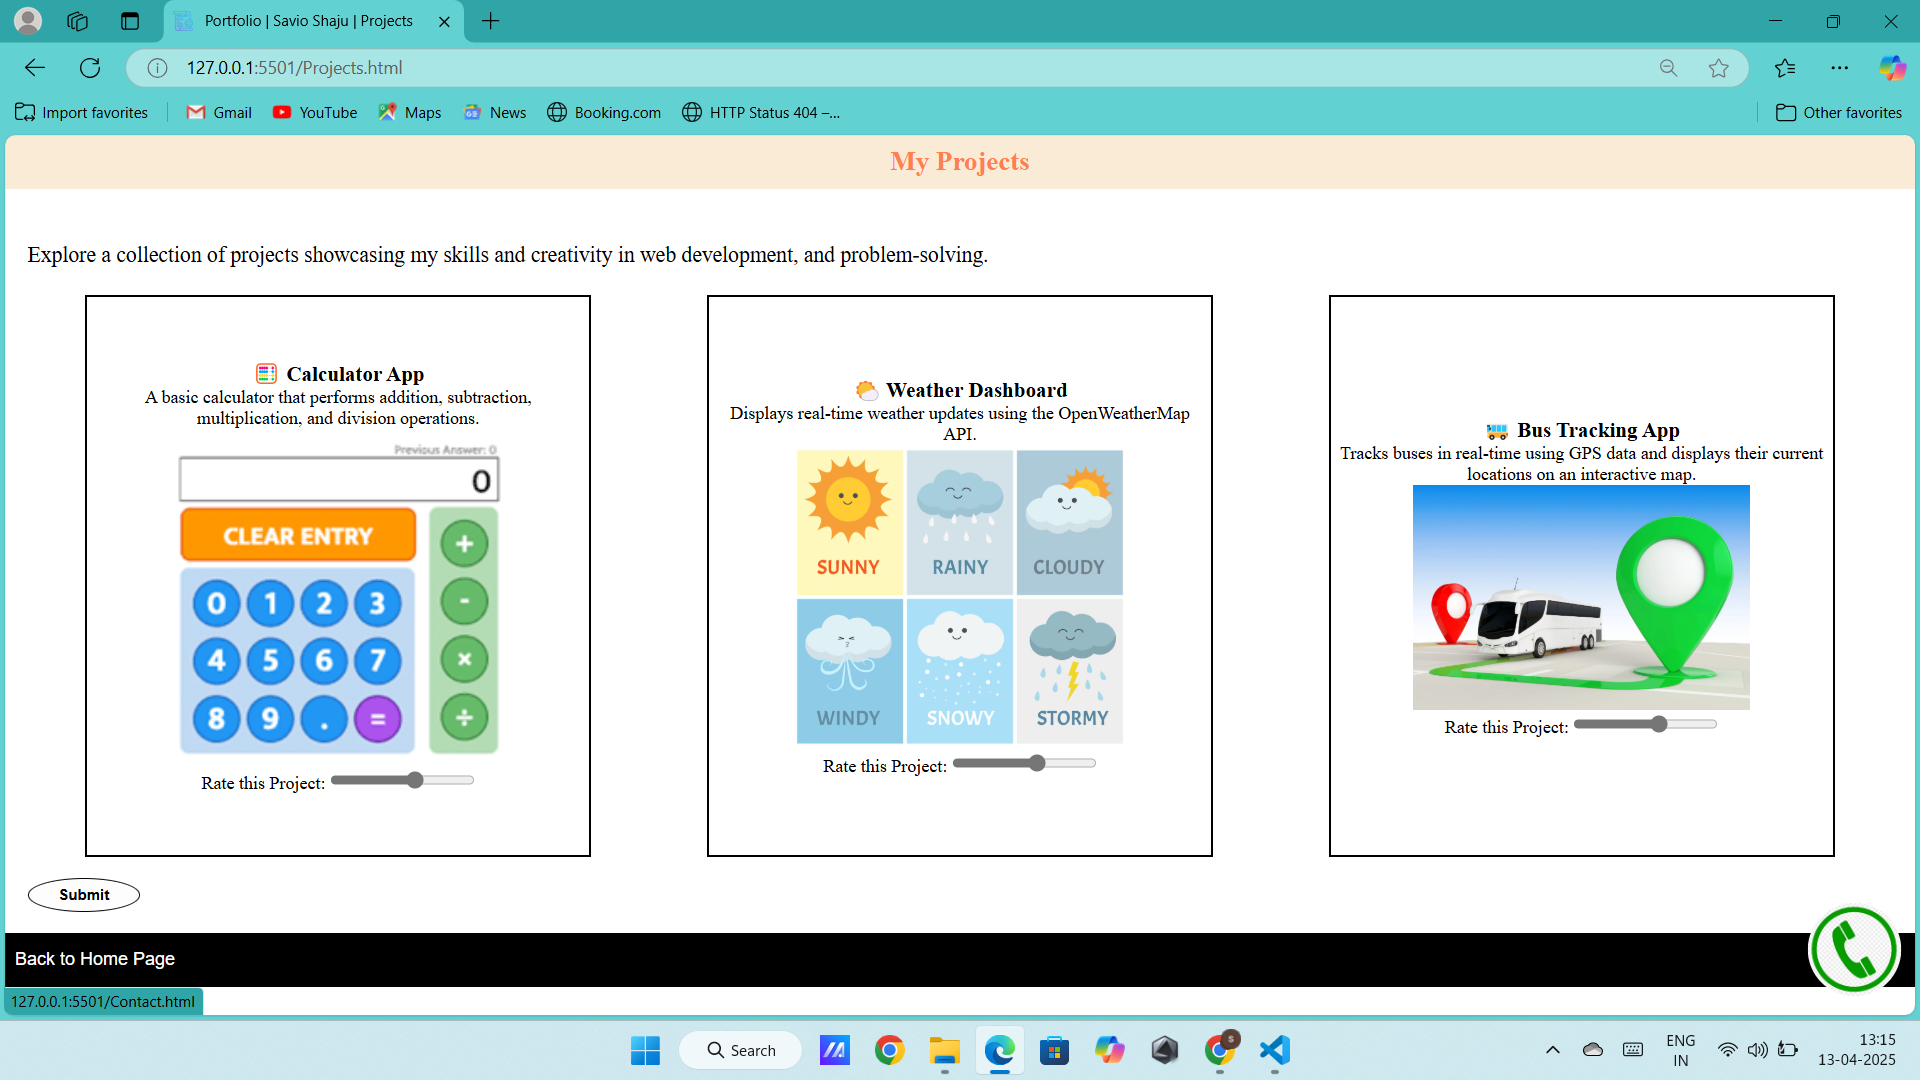 Portfolio | Savio Shaju | Projects
127.0.0.1:5501/Projects.html
Import favorites
Gmail
YouTube
Maps
News
Booking.com
HTTP Status 404 –...
Other favorites
My Projects
Explore a collection of projects showcasing my skills and creativity in web development, and problem-solving.
Calculator App
A basic calculator that performs addition, subtraction,
multiplication, and division operations.
Previous Answer: 0
0
CLEAR ENTRY
+
0 1 2 3
-
4 5 6 7
×
8 9 . =
÷
Rate this Project:
Weather Dashboard
Displays real-time weather updates using the OpenWeatherMap
API.
SUNNY RAINY CLOUDY
WINDY SNOWY STORMY
Rate this Project:
Bus Tracking App
Tracks buses in real-time using GPS data and displays their current
locations on an interactive map.
Rate this Project:
Submit
Back to Home Page
127.0.0.1:5501/Contact.html
Search
S
ENG
IN
13:15
13-04-2025